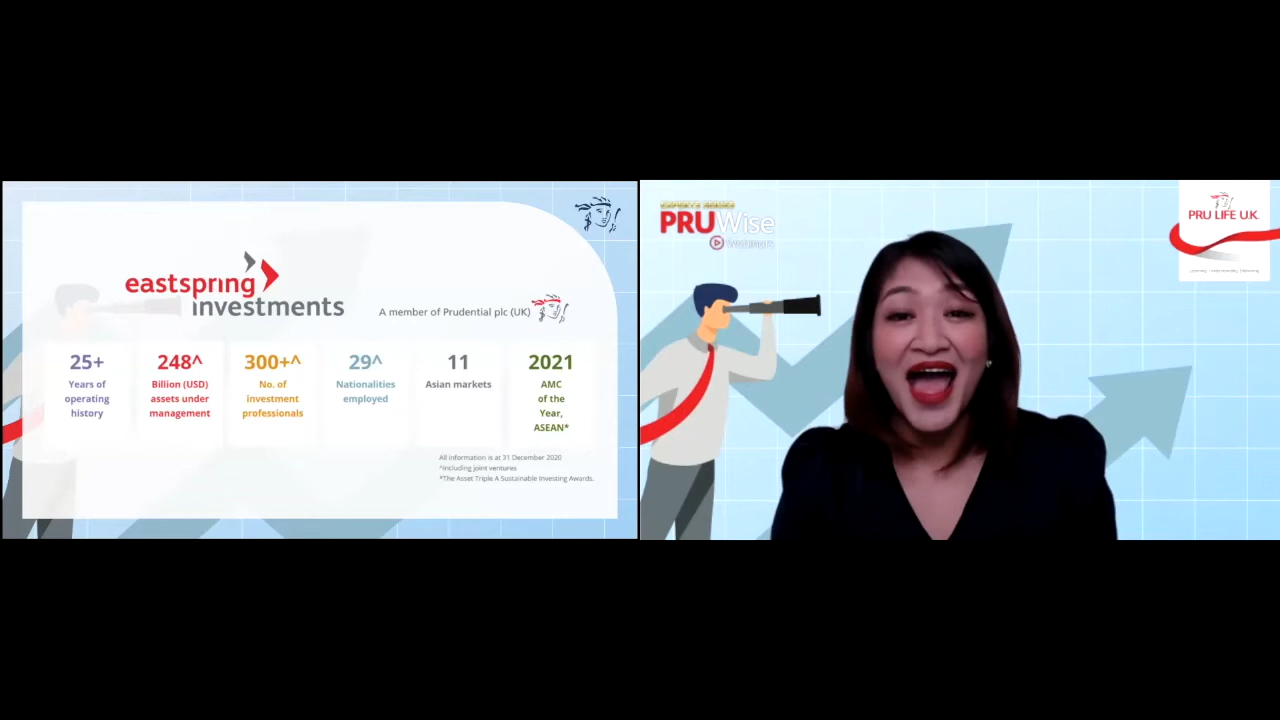 eastspring
investments
A member of Prudential plc (UK)
25+
Years of
operating
history
248^
Billion (USD)
assets under
management
300+^
No. of
investment
professionals
29^
Nationalities
employed
11
Asian markets
2021
AMC
of the
Year,
ASEAN*
All information is at 31 December 2020
^Including joint ventures
*The Asset Triple A Sustainable Investing Awards.
PRUWise
Webinars
PRU LIFE U.K.